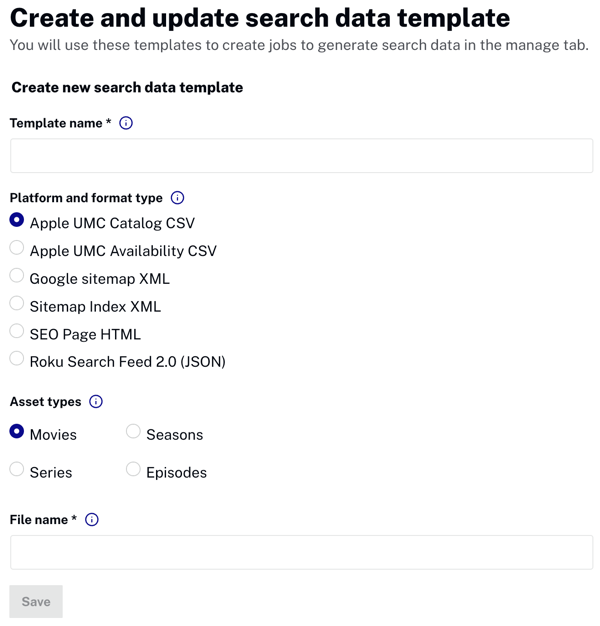 Create and update search data template
You will use these templates to create jobs to generate search data in the manage tab.
Create new search data template
Template name *
Platform and format type
Apple UMC Catalog CSV
Apple UMC Availability CSV
Google sitemap XML
Sitemap Index XML
SEO Page HTML
Roku Search Feed 2.0 (JSON)
Asset types
Movies Seasons
Series Episodes
File name *
Save